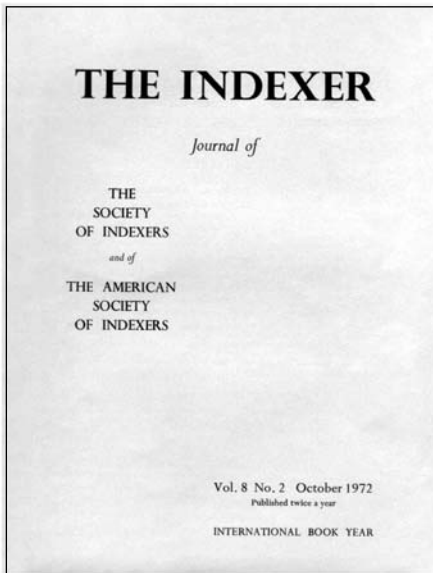 THE INDEXER
Journal of
THE
SOCIETY
OF INDEXERS
and of
THE AMERICAN
SOCIETY
OF INDEXERS
Vol. 8 No. 2 October 1972
Published twice a year
INTERNATIONAL BOOK YEAR